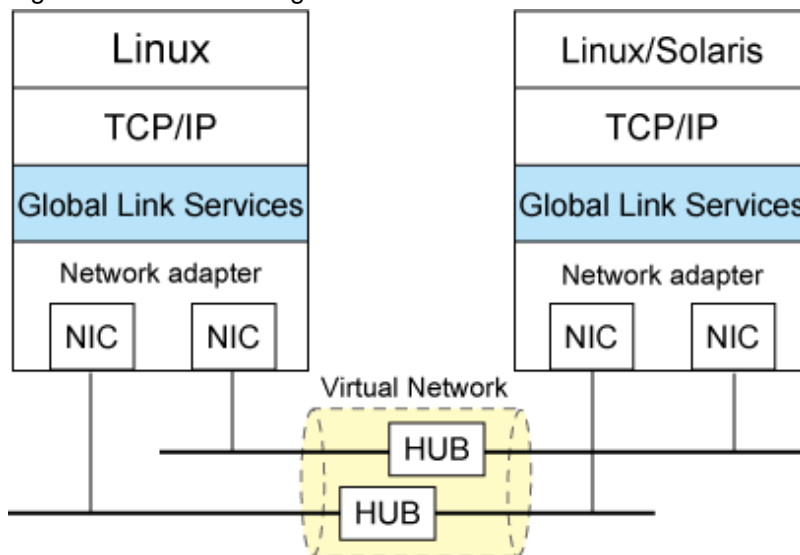 Linux
TCP/IP
Global Link Services
Network adapter
NIC
NIC
Linux/Solaris
TCP/IP
Global Link Services
Network adapter
NIC
NIC
Virtual Network
HUB
HUB